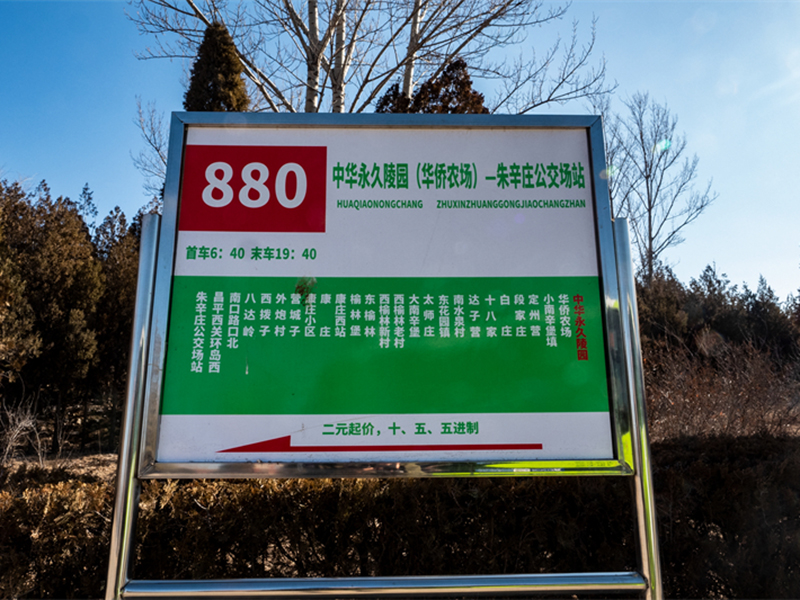 880
中华永久陵园（华侨农场）—朱辛庄公交场站
HUAQIAONONGCHANG ZHUXINZHUANGGONGJIAOCHANGZHAN
首车6：40 末车19：40
中华永久陵园
华侨农场
小南辛堡填
定州营
段家庄
白庄
十八家
达子营
南水泉村
东花园镇
太师庄
大南辛堡
西榆林老村
西榆林新村
东榆林
榆林堡
康庄西站
康庄
康庄小区
营城子
外炮村
西拨子
八达岭
南口路口北
昌平西关环岛西
朱辛庄公交场站
二元起价，十、五、五进制